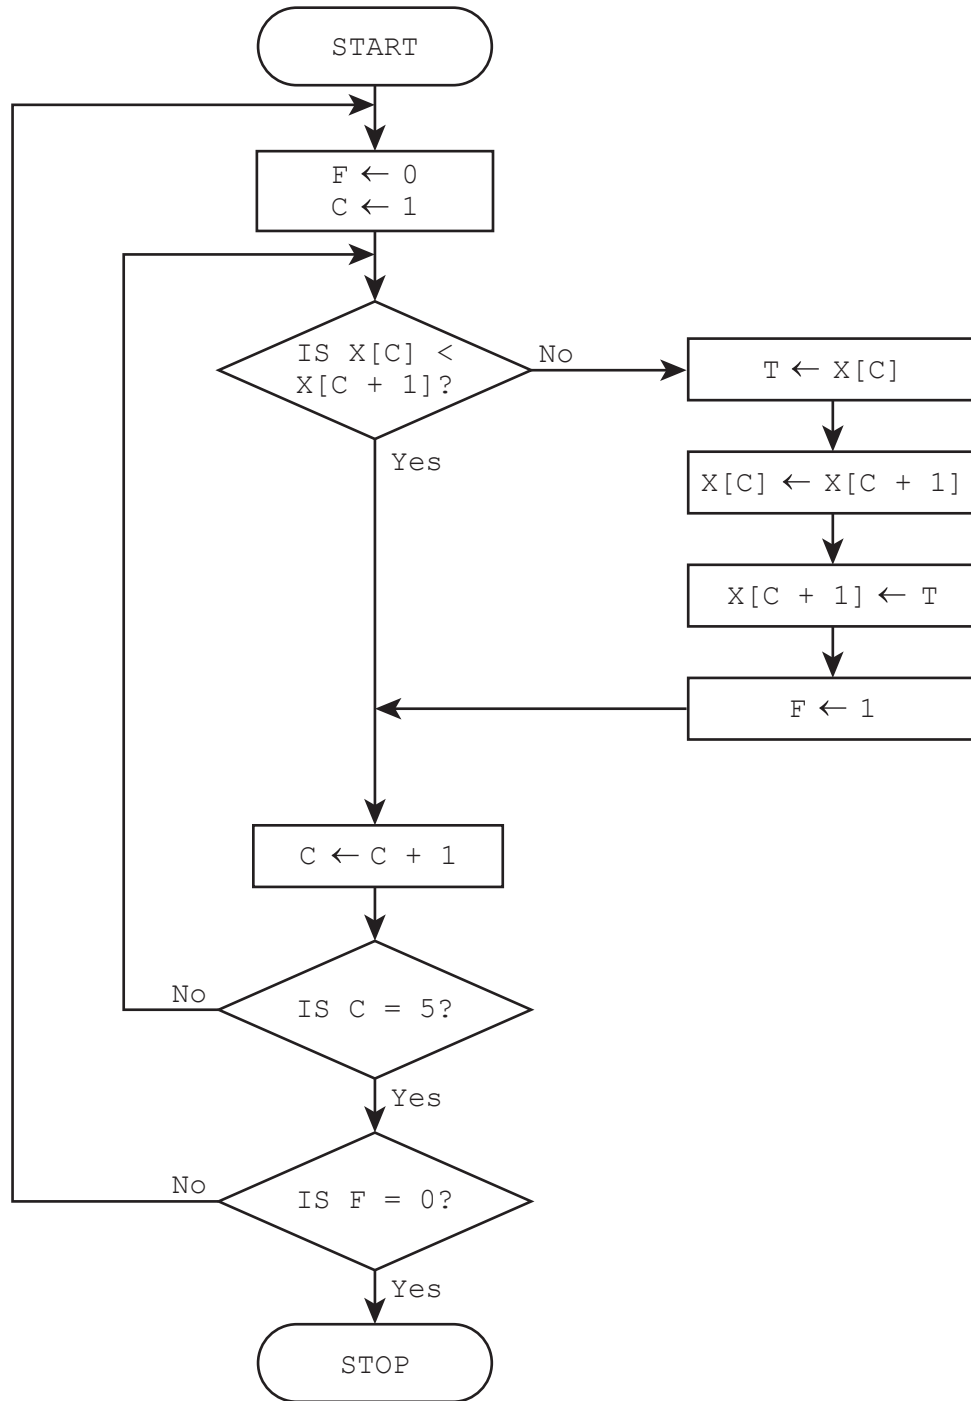 START
F ← 0
C ← 1
IS X[C] <
X[C + 1]?
No
T ← X[C]
Yes
X[C] ← X[C + 1]
X[C + 1] ← T
F ← 1
C ← C + 1
No
IS C = 5?
Yes
No
IS F = 0?
Yes
STOP